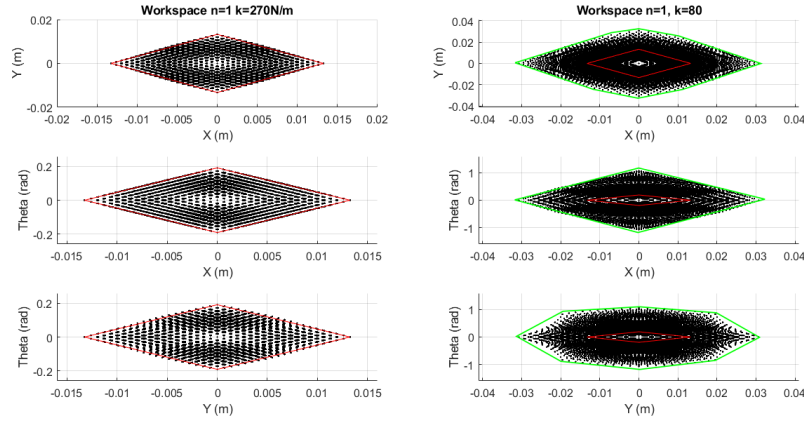 Workspace n=1 k=270N/m
0.02
0.00
0.02
Y (m)
-0.02 -0.015 -0.01 -0.005 0 0.005 0.01 0.015 0.02
X (m)
Workspace n=1, k=80
0.04
0.02
0.00
-0.02
-0.04
Y (m)
-0.04 -0.03 -0.02 -0.01 0 0.01 0.02 0.03 0.04
X (m)
0.2
0
-0.2
Theta (rad)
-0.015 -0.01 -0.005 0 0.005 0.01 0.015
X (m)
1
0
-1
Theta (rad)
-0.04 -0.03 -0.02 -0.01 0 0.01 0.02 0.03 0.04
X (m)
0.2
0
-0.2
Theta (rad)
-0.015 -0.01 -0.005 0 0.005 0.01 0.015
Y (m)
1
0
-1
Theta (rad)
-0.04 -0.03 -0.02 -0.01 0 0.01 0.02 0.03 0.04
Y (m)